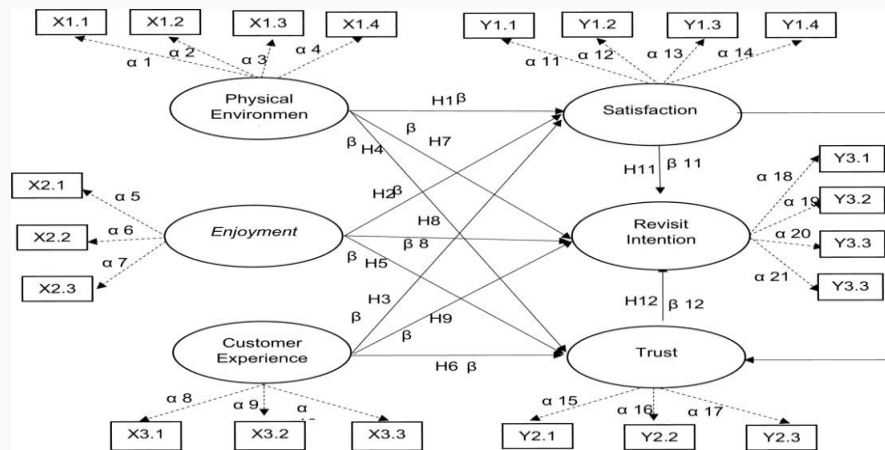 X1.1 X1.2 X1.3 X1.4 Y1.1 Y1.2 Y1.3 Y1.4
α 1 α 2 α 3 α 4 α 11 α 12 α 13 α 14
Physical
Environmen
Satisfaction
H1 β
β H7
β H4
H11 β 11
X2.1
X2.2
X2.3
α 5
α 6
α 7
Enjoyment
H2 β
H8
β 8
β H5
Revisit
Intention
α 18
α 19
α 20
α 21
Y3.1
Y3.2
Y3.3
Y3.3
H3
β
H9
β
H12 β 12
Customer
Experience
H6 β
Trust
α 8 α 9 α
α 15 α 16 α 17
X3.1 X3.2 X3.3
Y2.1 Y2.2 Y2.3